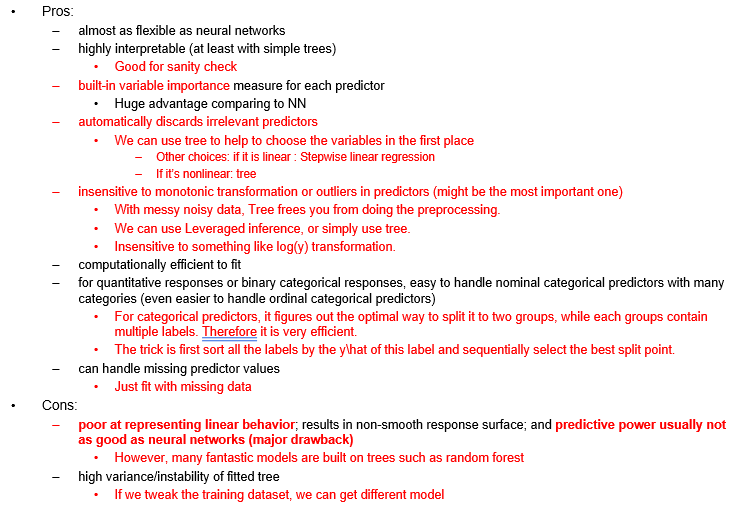 • Pros:
– almost as flexible as neural networks
– highly interpretable (at least with simple trees)
• Good for sanity check
– built-in variable importance measure for each predictor
• Huge advantage comparing to NN
– automatically discards irrelevant predictors
• We can use tree to help to choose the variables in the first place
– Other choices: if it is linear : Stepwise linear regression
– If it's nonlinear: tree
– insensitive to monotonic transformation or outliers in predictors (might be the most important one)
• With messy noisy data, Tree frees you from doing the preprocessing.
• We can use Leveraged inference, or simply use tree.
• Insensitive to something like log(y) transformation.
– computationally efficient to fit
– for quantitative responses or binary categorical responses, easy to handle nominal categorical predictors with many
categories (even easier to handle ordinal categorical predictors)
• For categorical predictors, it figures out the optimal way to split it to two groups, while each groups contain
multiple labels. Therefore it is very efficient.
• The trick is first sort all the labels by the y\hat of this label and sequentially select the best split point.
– can handle missing predictor values
• Just fit with missing data
• Cons:
– poor at representing linear behavior; results in non-smooth response surface; and predictive power usually not
as good as neural networks (major drawback)
• However, many fantastic models are built on trees such as random forest
– high variance/instability of fitted tree
• If we tweak the training dataset, we can get different model